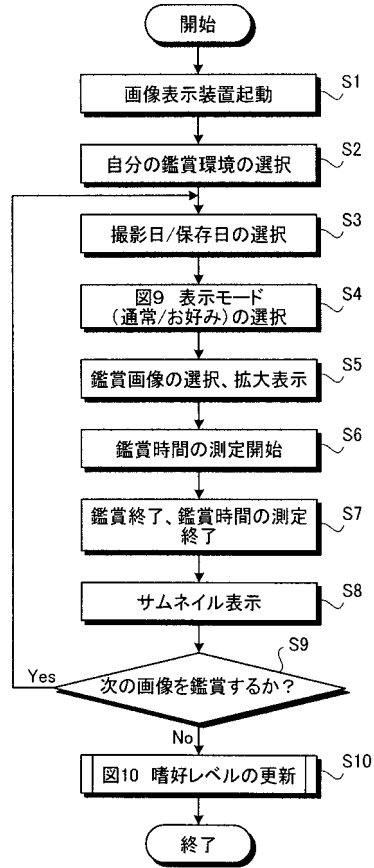 開始
画像表示装置起動
S1
自分の鑑賞環境の選択
S2
撮影日/保存日の選択
S3
図9 表示モード
(通常/お好み)の選択
S4
鑑賞画像の選択、拡大表示
S5
鑑賞時間の測定開始
S6
鑑賞終了、鑑賞時間の測定
終了
S7
サムネイル表示
S8
次の画像を鑑賞するか?
S9
Yes
No
図10 嗜好レベルの更新
S10
終了